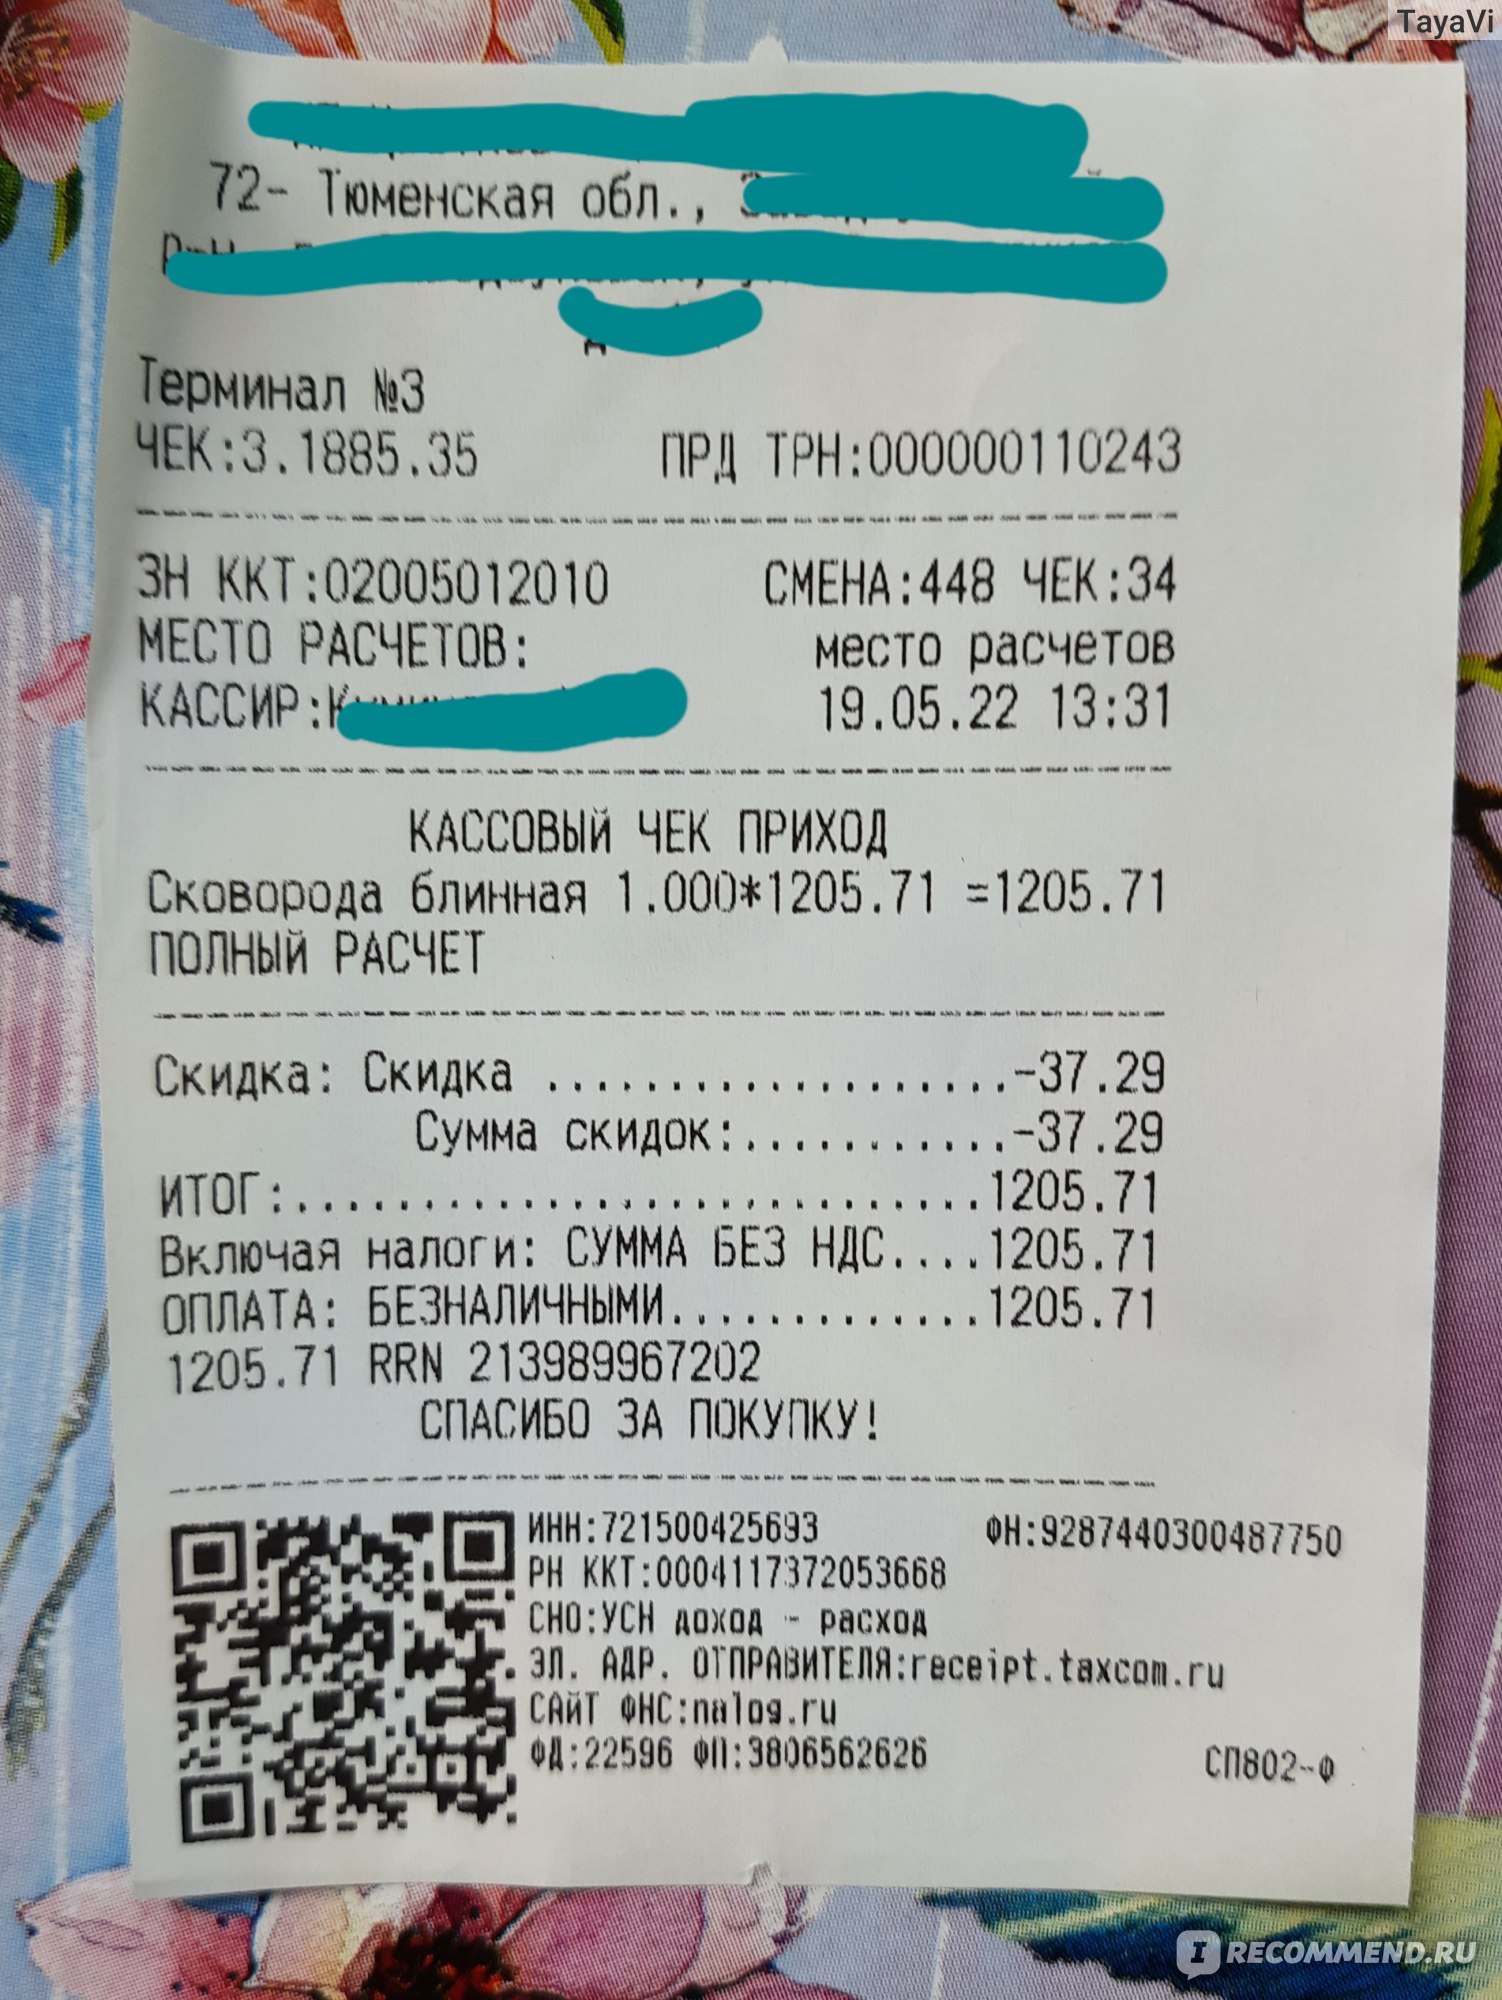 TayaVi
72- Тюменская обл.,
Терминал №3
ЧЕК:3.1885.35 ПРД ТРН:000000110243
ЗН ККТ:02005012010 СМЕНА:448 ЧЕК:34
МЕСТО РАСЧЕТОВ: место расчетов
КАССИР: 19.05.22 13:31
КАССОВЫЙ ЧЕК ПРИХОД
Сковорода блинная 1.000*1205.71 =1205.71
ПОЛНЫЙ РАСЧЕТ
Скидка: Скидка ...................-37.29
Сумма скидок:...........-37.29
ИТОГ:............................1205.71
Включая налоги: СУММА БЕЗ НДС....1205.71
ОПЛАТА: БЕЗНАЛИЧНЫМИ.............1205.71
1205.71 RRN 213989967202
СПАСИБО ЗА ПОКУПКУ!
ИНН:721500425693 ФН:9287440300487750
РН ККТ:0004117372053668
СНО:УСН доход - расход
ЭЛ. АДР. ОТПРАВИТЕЛЯ:receipt.taxcom.ru
САЙТ ФНС:nalog.ru
ФД:22596 ФП:3806562626 СП802-Ф
IRECOMMEND.RU